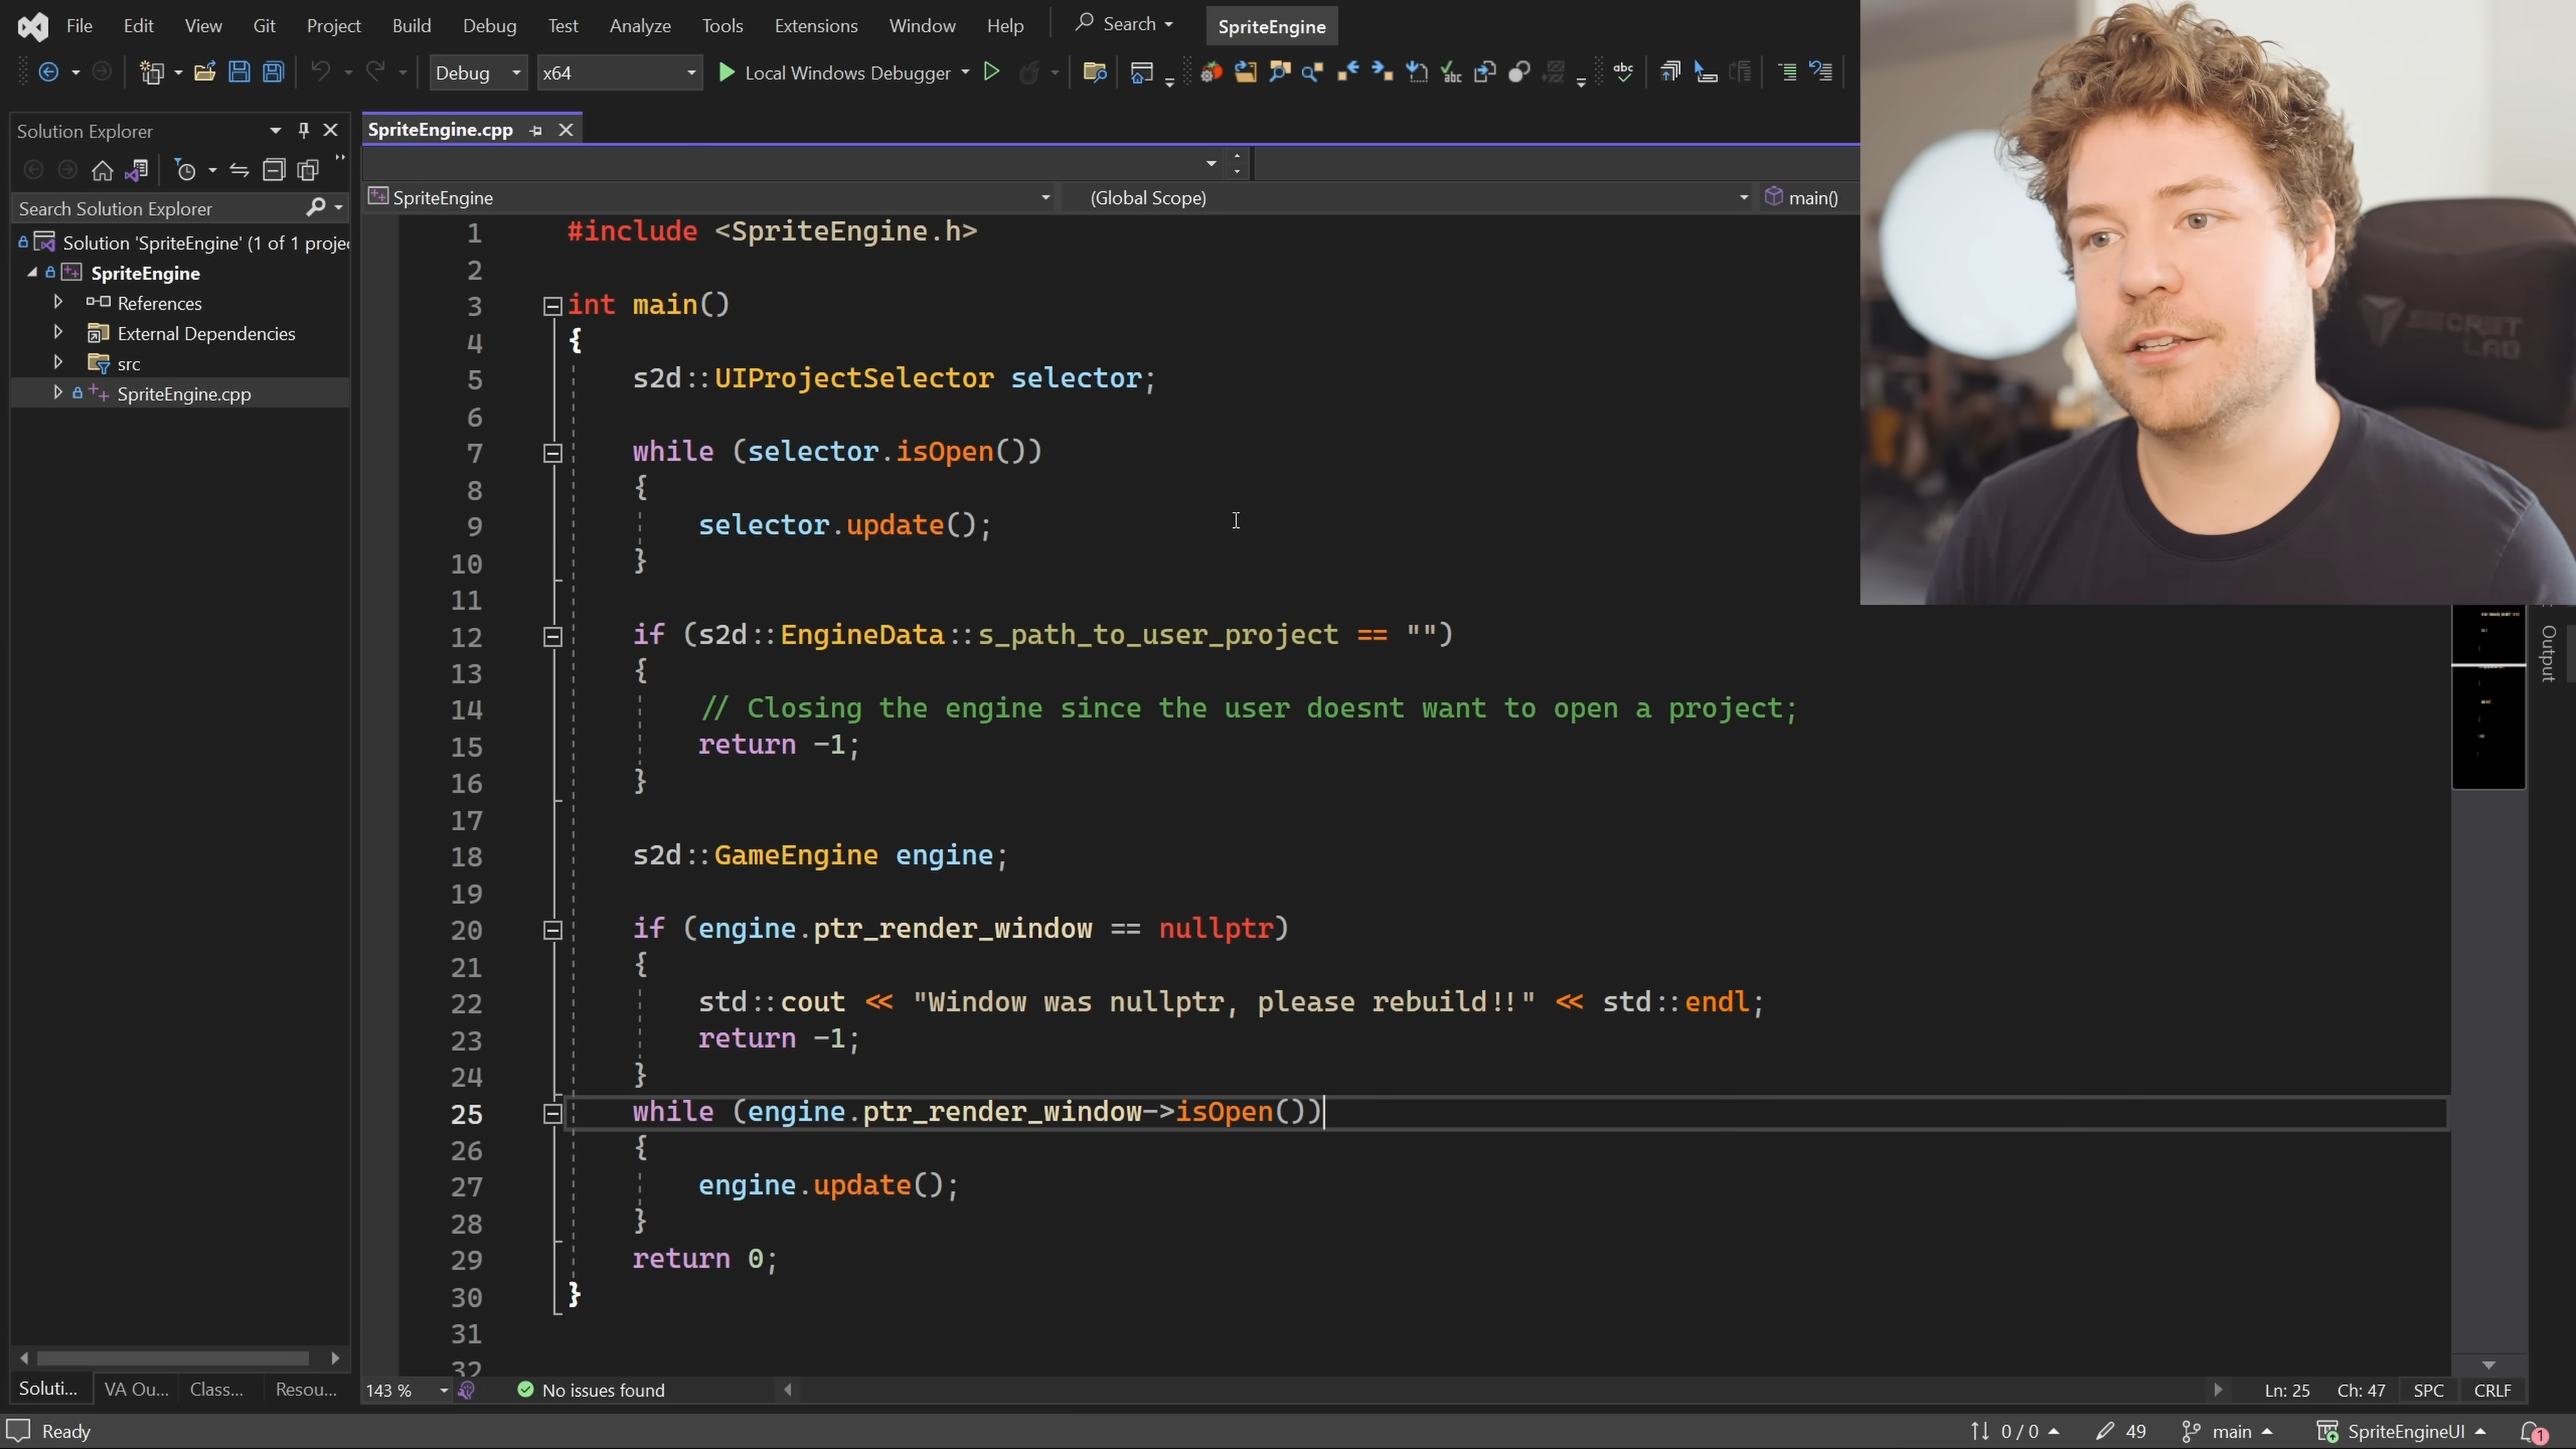 File Edit View Git Project Build Debug Test Analyze Tools Extensions Window Help Search SpriteEngine
Debug x64 Local Windows Debugger
Solution Explorer
Search Solution Explorer
Solution 'SpriteEngine' (1 of 1 projec
SpriteEngine
References
External Dependencies
src
SpriteEngine.cpp
SpriteEngine.cpp
SpriteEngine (Global Scope) main()
1 #include <SpriteEngine.h>
2
3 int main()
4 {
5 s2d::UIProjectSelector selector;
6
7 while (selector.isOpen())
8 {
9 selector.update();
10 }
11
12 if (s2d::EngineData::s_path_to_user_project == "")
13 {
14 // Closing the engine since the user doesnt want to open a project;
15 return -1;
16 }
17
18 s2d::GameEngine engine;
19
20 if (engine.ptr_render_window == nullptr)
21 {
22 std::cout << "Window was nullptr, please rebuild!!" << std::endl;
23 return -1;
24 }
25 while (engine.ptr_render_window->isOpen())
26 {
27 engine.update();
28 }
29 return 0;
30 }
31
32
SECRET
LAB
Output
Soluti... VA Ou... Class... Resou...
143 % No issues found Ln: 25 Ch: 47 SPC CRLF
Ready 0 / 0 49 main SpriteEngineUI 1